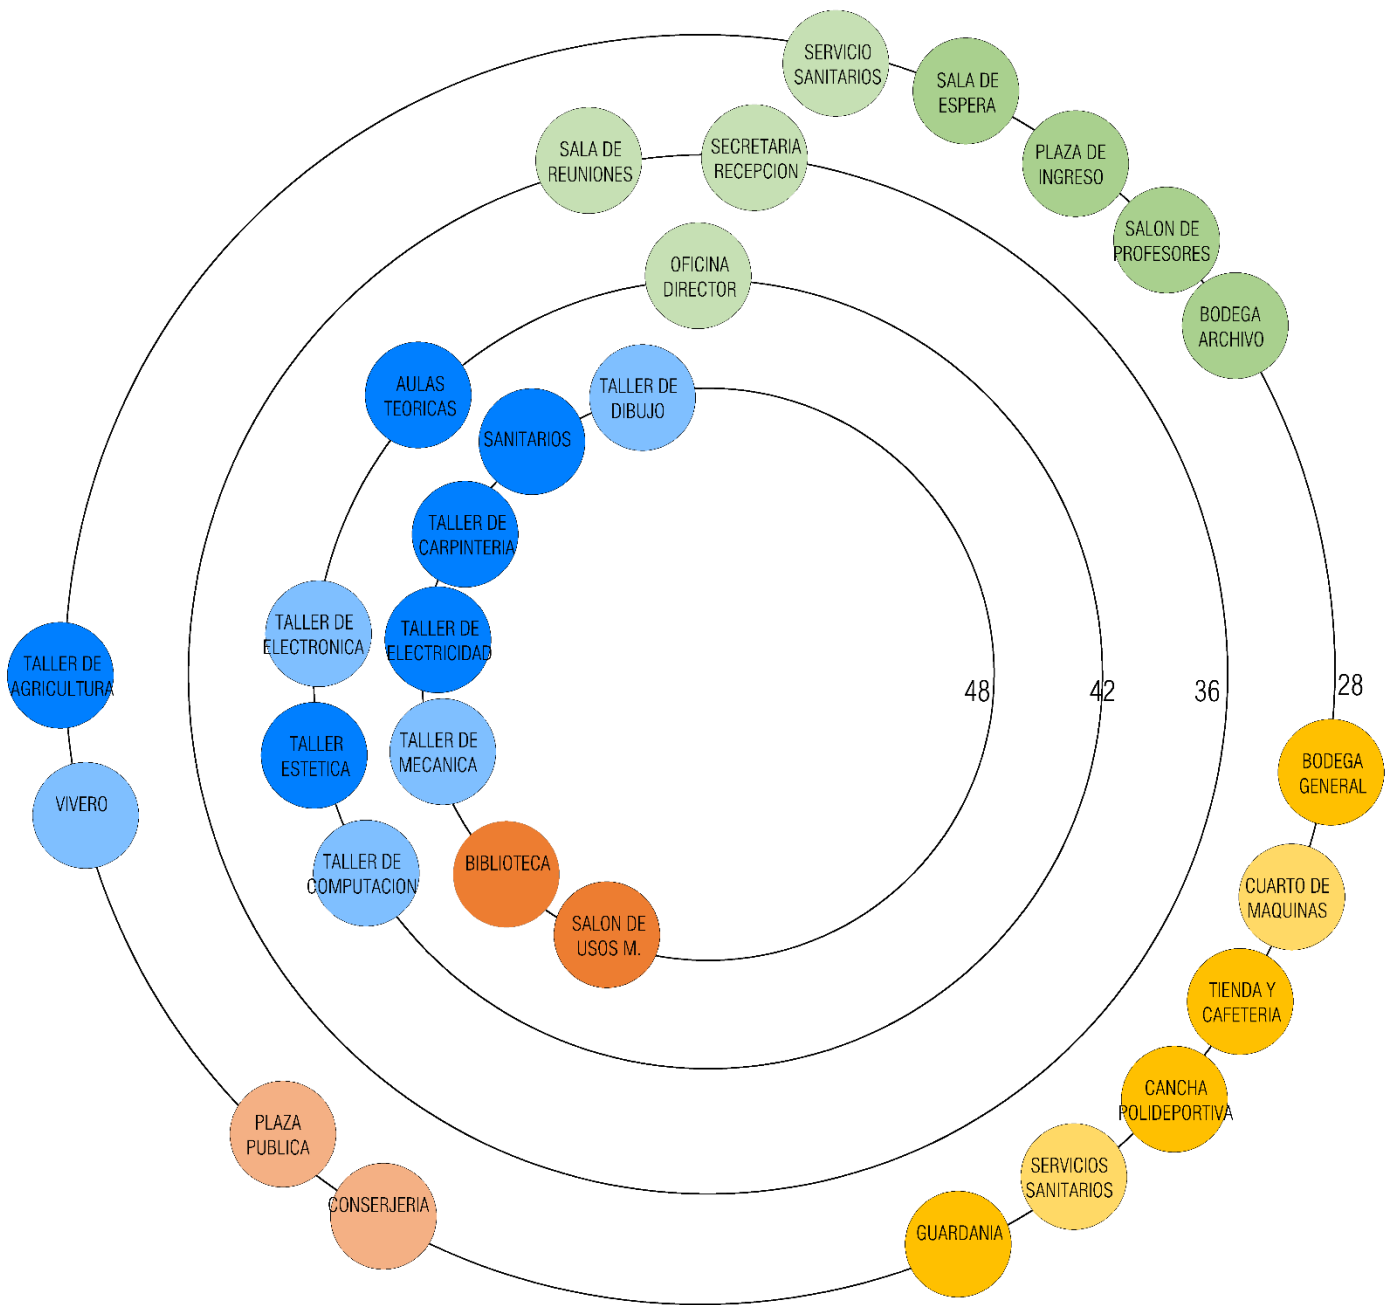 SERVICIO
SANITARIOS
SALA DE
ESPERA
SALA DE
REUNIONES
SECRETARIA
RECEPCION
PLAZA DE
INGRESO
SALON DE
PROFESORES
OFICINA
DIRECTOR
BODEGA
ARCHIVO
AULAS
TEORICAS
TALLER DE
DIBUJO
SANITARIOS
TALLER DE
CARPINTERIA
TALLER DE
ELECTRONICA
TALLER DE
ELECTRICIDAD
TALLER DE
AGRICULTURA
48
42
36
28
TALLER
ESTETICA
TALLER DE
MECANICA
BODEGA
GENERAL
VIVERO
TALLER DE
COMPUTACION
BIBLIOTECA
CUARTO DE
MAQUINAS
SALON DE
USOS M.
TIENDA Y
CAFETERIA
CANCHA
POLIDEPORTIVA
PLAZA
PUBLICA
SERVICIOS
SANITARIOS
CONSERJERIA
GUARDANIA